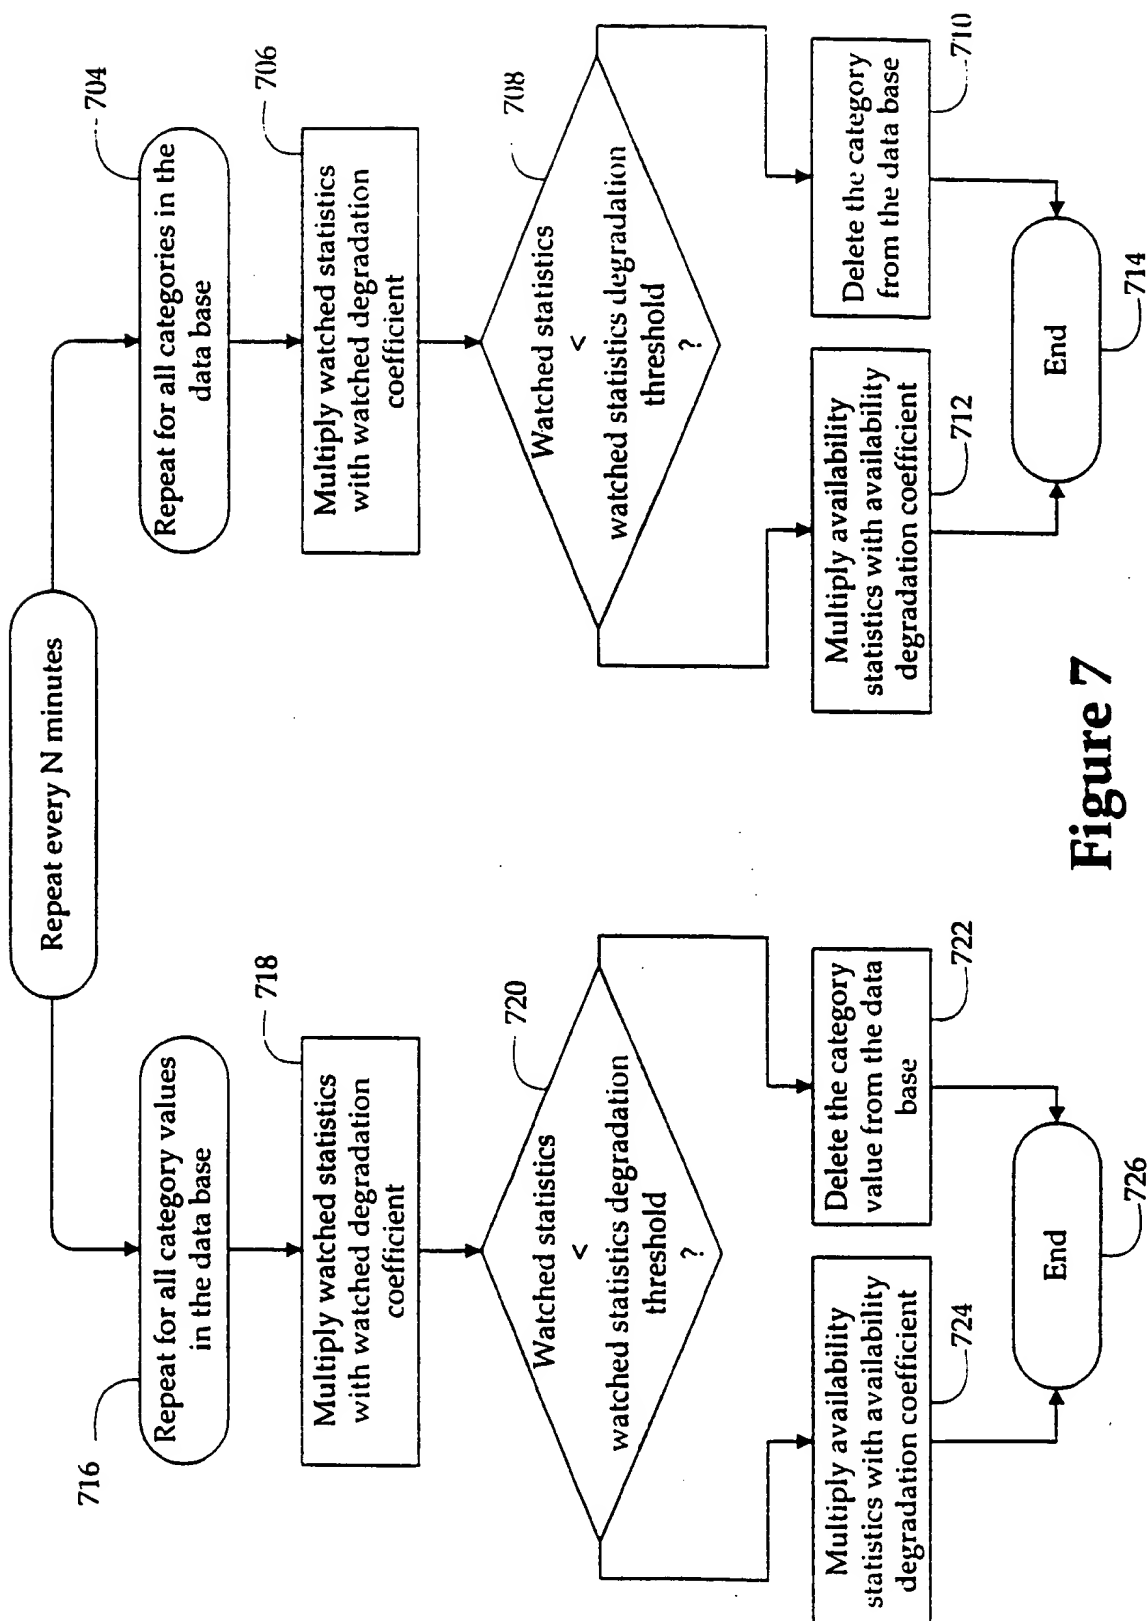 Repeat every N minutes
716
Repeat for all category values
in the data base
718
Multiply watched statistics
with watched degradation
coefficient
720
Watched statistics
<
watched statistics degradation
threshold
?
Multiply availability
statistics with availability
degradation coefficient
724
Delete the category
value from the data
base
722
End
726
704
Repeat for all categories in the
data base
706
Multiply watched statistics
with watched degradation
coefficient
708
Watched statistics
<
watched statistics degradation
threshold
?
Multiply availability
statistics with availability
degradation coefficient
712
Delete the category
from the data base
710
End
714
Figure 7